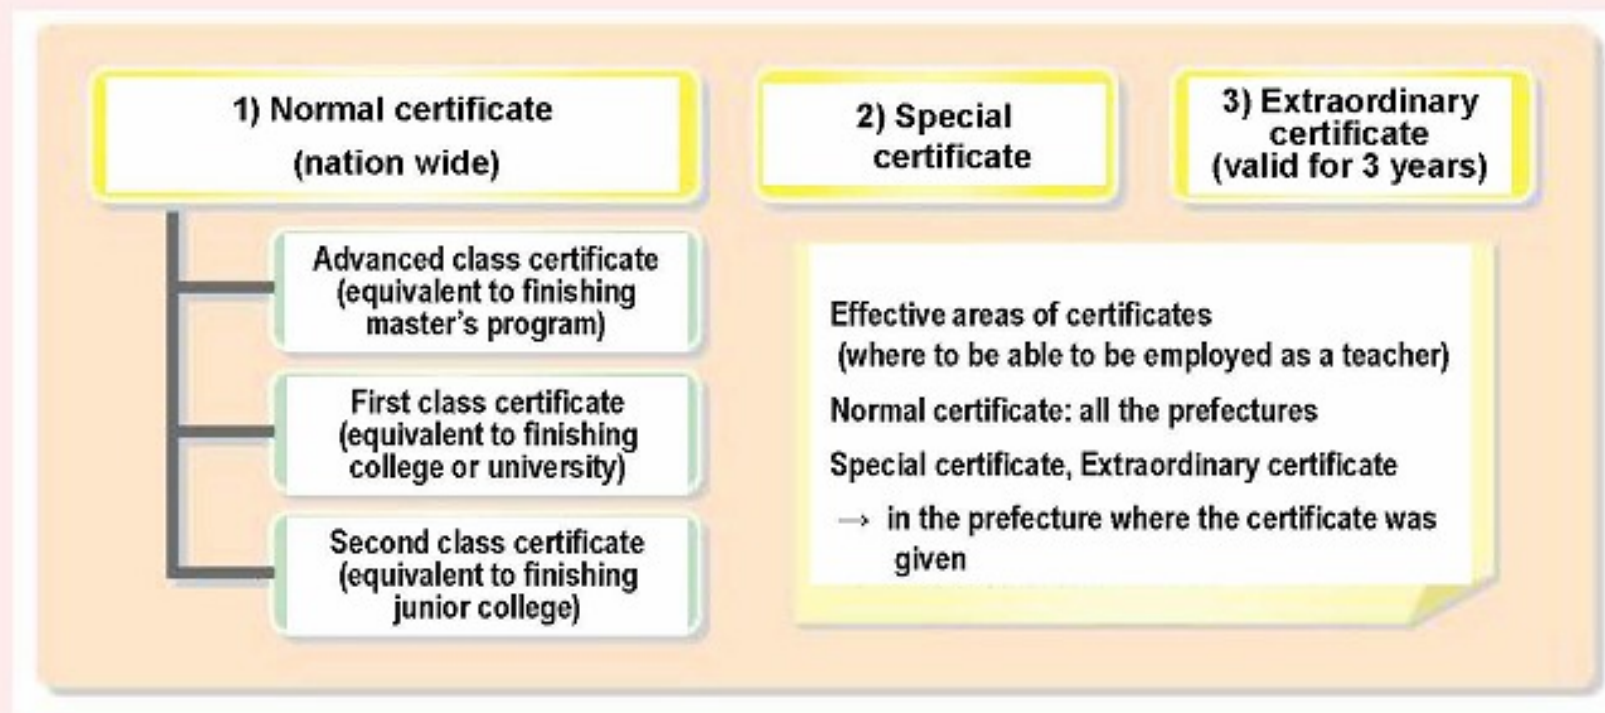 1) Normal certificate
(nation wide)
2) Special
certificate
3) Extraordinary
certificate
(valid for 3 years)
Advanced class certificate
(equivalent to finishing
master's program)
First class certificate
(equivalent to finishing
college or university)
Second class certificate
(equivalent to finishing
junior college)
Effective areas of certificates
(where to be able to be employed as a teacher)
Normal certificate: all the prefectures
Special certificate, Extraordinary certificate
→ in the prefecture where the certificate was
given